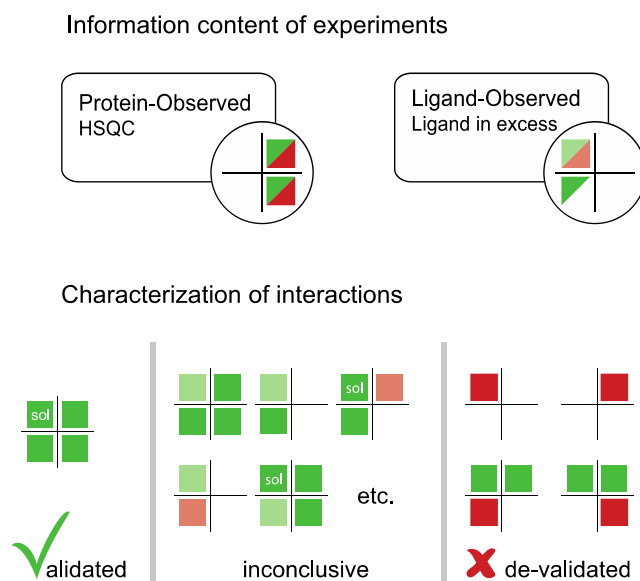 Information content of experiments
Protein-Observed
HSQC
Ligand-Observed
Ligand in excess
Characterization of interactions
sol
sol
sol
etc.
alidated
inconclusive
de-validated